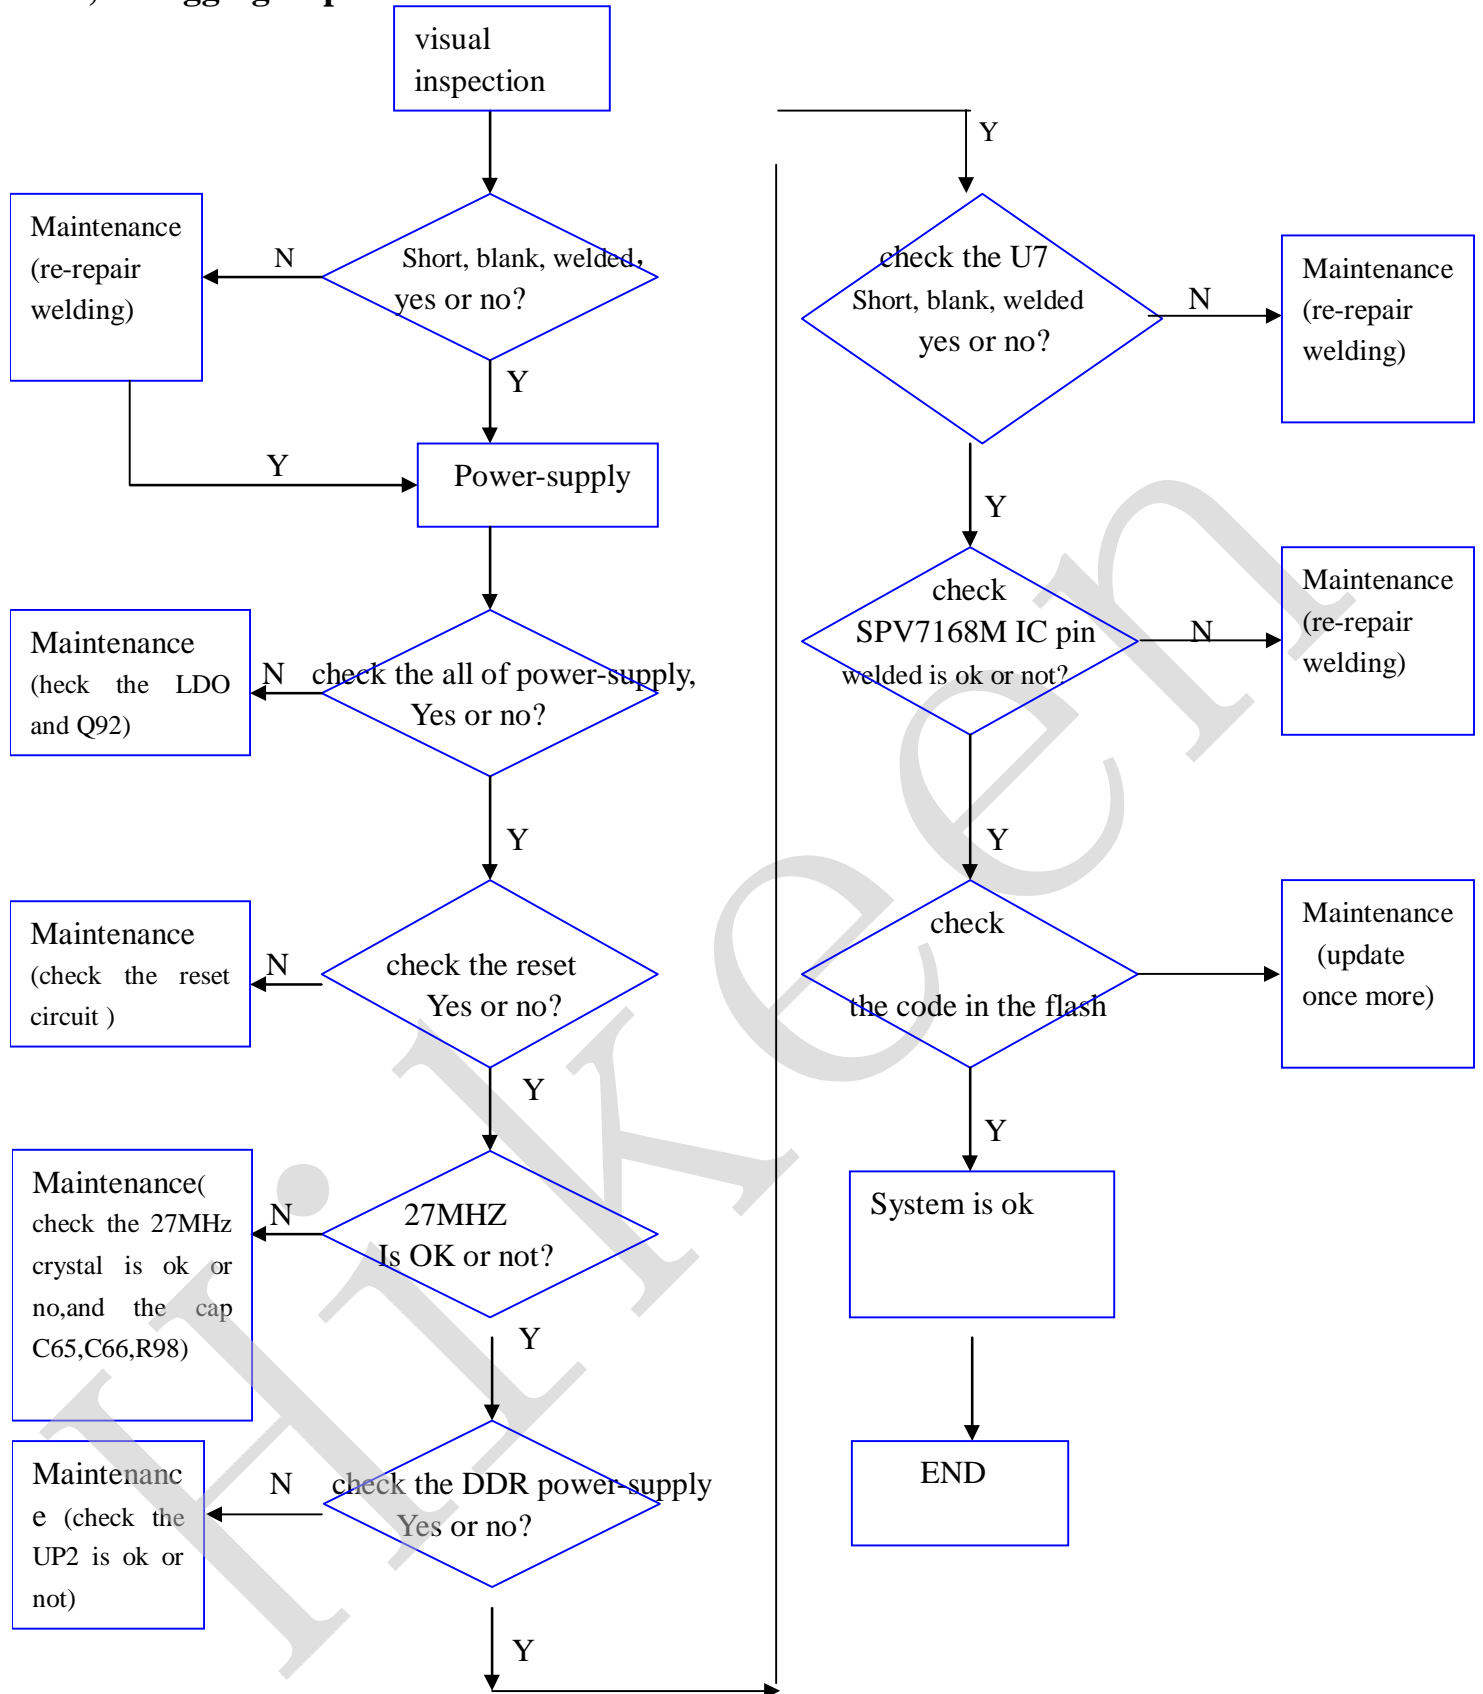 visual
inspection
Maintenance
(re-repair
welding)
N
Short, blank, welded,
yes or no?
Y
Y
Power-supply
Maintenance
(heck the LDO
and Q92)
N
check the all of power-supply,
Yes or no?
Y
Maintenance
(check the reset
circuit )
N
check the reset
Yes or no?
Y
Maintenance(
check the 27MHz
crystal is ok or
no,and the cap
C65,C66,R98)
N
27MHZ
Is OK or not?
Y
Maintenanc
e (check the
UP2 is ok or
not)
N
check the DDR power-supply
Yes or no?
Y
Y
check the U7
Short, blank, welded
yes or no?
N
Maintenance
(re-repair
welding)
Y
check
SPV7168M IC pin
welded is ok or not?
N
Maintenance
(re-repair
welding)
Y
check
the code in the flash
Maintenance
(update
once more)
Y
System is ok
END
Hikeen